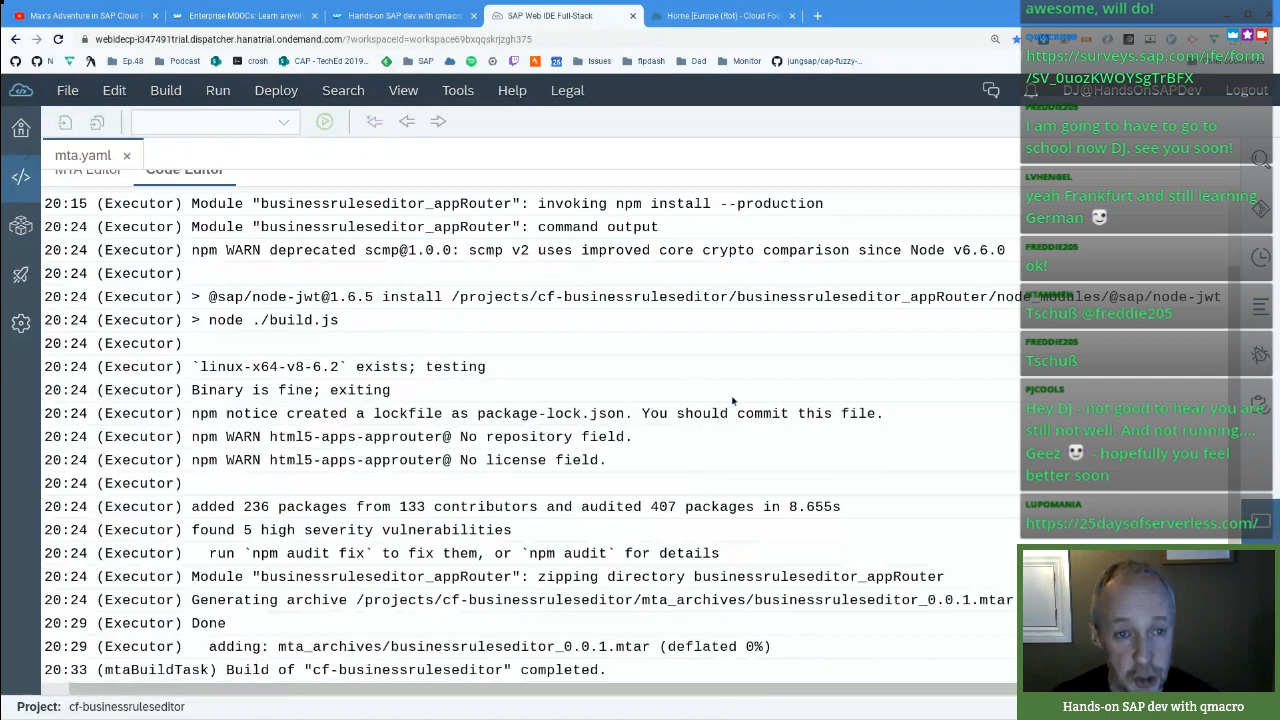 Max's Adventures in SAP Cloud P
Enterprise MOOCs: Learn anywh
Hands-on SAP dev with qmacro
SAP Web IDE Full-Stack
Home ]Europe (Rot) - Cloud Fou
webidecp-i347491trial.dispatcher.hanatrial.ondemand.com/?workspaceId=workspace69bxqqskrjzgh375
Ep.48
Podcast
crosh
CAP - TechEd 2019...
SAP
Issues
flpdash
Dad
Monitor
jungsap/cap-fuzzy-...
File Edit Build Run Deploy Search View Tools Help Legal
DJ@HandsOnSAPDev
Logout
mta.yaml
MTA Editor
Code Editor
20:15 (Executor) Module "businessruleseditor_appRouter": invoking npm install --production
20:24 (Executor) Module "businessruleseditor_appRouter": command output
20:24 (Executor) npm WARN deprecated scmp@1.0.0: scmp v2 uses improved core crypto comparison since Node v6.6.0
20:24 (Executor)
20:24 (Executor) > @sap/node-jwt@1.6.5 install /projects/cf-businessruleseditor/businessruleseditor_appRouter/node_modules/@sap/node-jwt
20:24 (Executor) > node ./build.js
20:24 (Executor)
20:24 (Executor) `linux-x64-v8-6.2` exists; testing
20:24 (Executor) Binary is fine; exiting
20:24 (Executor) npm notice created a lockfile as package-lock.json. You should commit this file.
20:24 (Executor) npm WARN html5-apps-approuter@ No repository field.
20:24 (Executor) npm WARN html5-apps-approuter@ No license field.
20:24 (Executor)
20:24 (Executor) added 236 packages from 133 contributors and audited 407 packages in 8.655s
20:24 (Executor) found 5 high severity vulnerabilities
20:24 (Executor)   run `npm audit fix` to fix them, or `npm audit` for details
20:24 (Executor) Module "businessruleseditor_appRouter": zipping directory businessruleseditor_appRouter
20:24 (Executor) Generating archive /projects/cf-businessruleseditor/mta_archives/businessruleseditor_0.0.1.mtar
20:29 (Executor) Done
20:29 (Executor)   adding: mta_archives/businessruleseditor_0.0.1.mtar (deflated 0%)
20:33 (mtaBuildTask) Build of "cf-businessruleseditor" completed.
Project: cf-businessruleseditor
awesome, will do!
QMACRO90
https://surveys.sap.com/jfe/form
/SV_0uozKWOYSgTrBFX
FREDDIE205
I am going to have to go to
school now DJ. see you soon!
LVHENGEL
yeah Frankfurt and still learning
German
FREDDIE205
ok!
Tschuß @freddie205
FREDDIE205
Tschuß
PJCOOLS
Hey DJ - not good to hear you are
still not well. And not running....
Geez - hopefully you feel
better soon
LUPOMANIA
https://25daysofserverless.com/
Hands-on SAP dev with qmacro